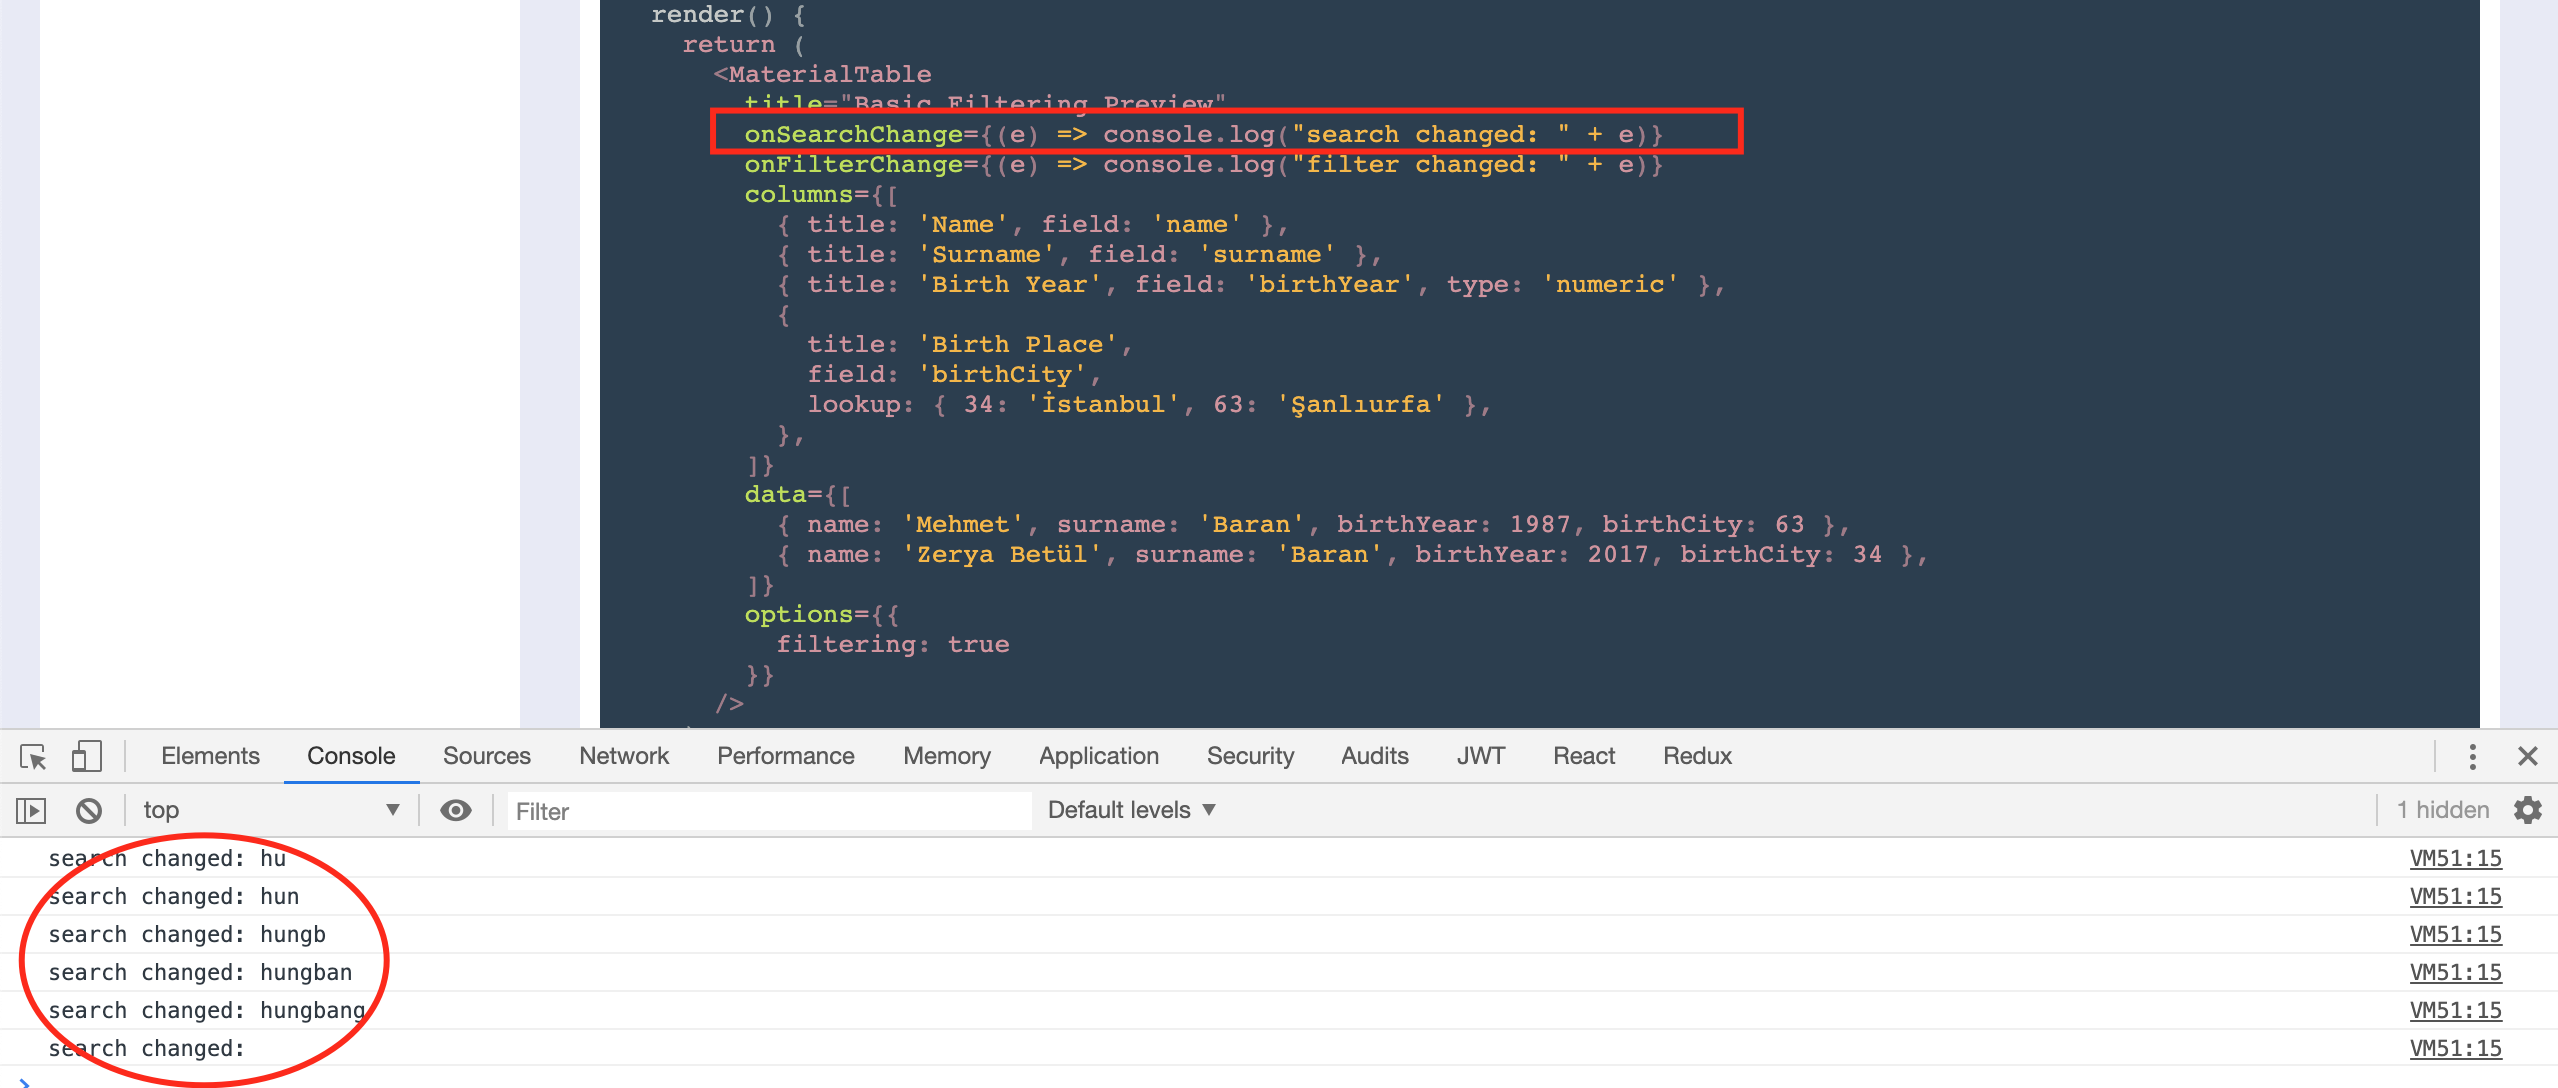 render() {
return (
<MaterialTable
title="Basic Filtering Preview"
onSearchChange={(e) => console.log("search changed: " + e)}
onFilterChange={(e) => console.log("filter changed: " + e)}
columns={[
{ title: 'Name', field: 'name' },
{ title: 'Surname', field: 'surname' },
{ title: 'Birth Year', field: 'birthYear', type: 'numeric' },
{
title: 'Birth Place',
field: 'birthCity',
lookup: { 34: 'İstanbul', 63: 'Şanlıurfa' },
},
]}
data={[
{ name: 'Mehmet', surname: 'Baran', birthYear: 1987, birthCity: 63 },
{ name: 'Zerya Betül', surname: 'Baran', birthYear: 2017, birthCity: 34 },
]}
options={{
filtering: true
}}
/>
Elements Console Sources Network Performance Memory Application Security Audits JWT React Redux
top Filter Default levels 1 hidden
search changed: hu VM51:15
search changed: hun VM51:15
search changed: hungb VM51:15
search changed: hungban VM51:15
search changed: hungbang VM51:15
search changed: VM51:15